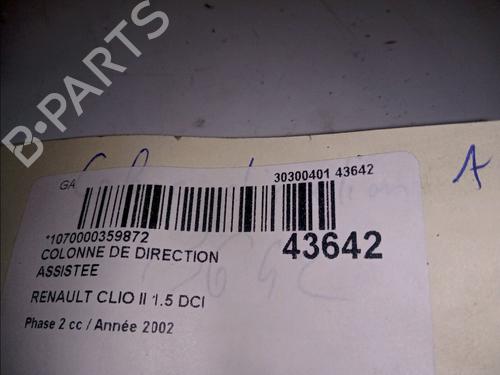 B-PARTS
A
GA
30300401 43642
*1070000359872
43642
COLONNE DE DIRECTION
ASSISTEE
RENAULT CLIO II 1.5 DCI
Phase 2 cc / Année 2002